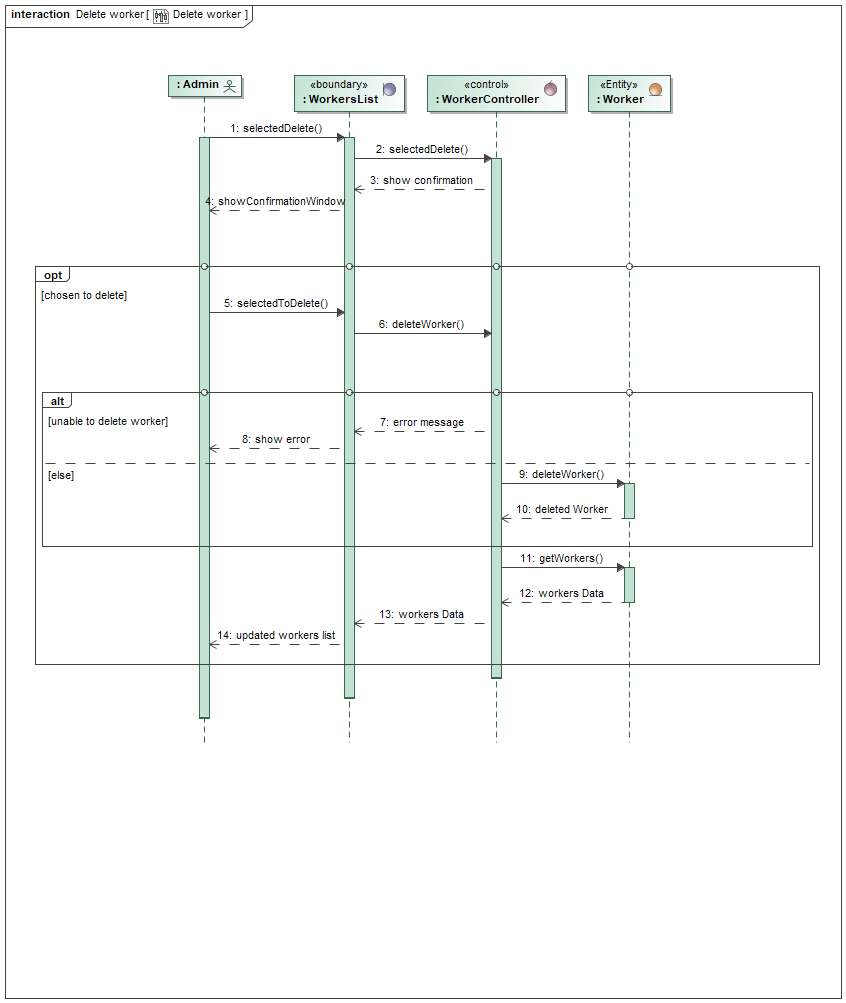 interaction Delete worker [ Delete worker ]
: Admin
«boundary»
: WorkersList
«control»
: WorkerController
«Entity»
: Worker
1: selectedDelete()
2: selectedDelete()
3: show confirmation
4: showConfirmationWindow
opt
[chosen to delete]
5: selectedToDelete()
6: deleteWorker()
alt
[unable to delete worker]
7: error message
8: show error
[else]
9: deleteWorker()
10: deleted Worker
11: getWorkers()
12: workers Data
13: workers Data
14: updated workers list